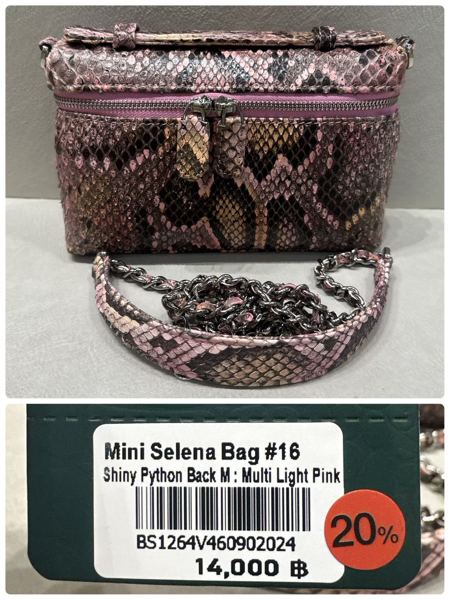 Mini Selena Bag #16
Shiny Python Back M : Multi Light Pink
BS1264V460902024
14,000 ฿
20%